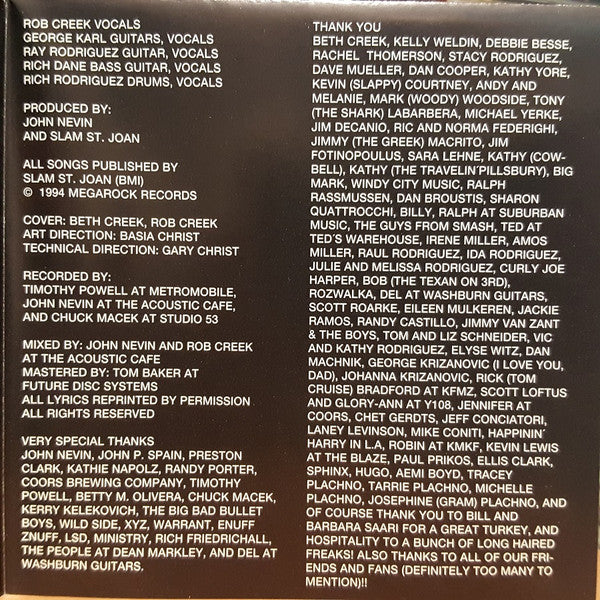 ROB CREEK VOCALS
GEORGE KARL GUITARS, VOCALS
RAY RODRIGUEZ GUITAR, VOCALS
RICH DANE BASS GUITAR, VOCALS
RICH RODRIGUEZ DRUMS, VOCALS
PRODUCED BY:
JOHN NEVIN
AND SLAM ST. JOAN
ALL SONGS PUBLISHED BY
SLAM ST. JOAN (BMI)
© 1994 MEGAROCK RECORDS
COVER: BETH CREEK, ROB CREEK
ART DIRECTION: BASIA CHRIST
TECHNICAL DIRECTION: GARY CHRIST
RECORDED BY:
TIMOTHY POWELL AT METROMOBILE,
JOHN NEVIN AT THE ACOUSTIC CAFE,
AND CHUCK MACEK AT STUDIO 53
MIXED BY: JOHN NEVIN AND ROB CREEK
AT THE ACOUSTIC CAFE
MASTERED BY: TOM BAKER AT
FUTURE DISC SYSTEMS
ALL LYRICS REPRINTED BY PERMISSION
ALL RIGHTS RESERVED
VERY SPECIAL THANKS
JOHN NEVIN, JOHN P. SPAIN, PRESTON
CLARK, KATHIE NAPOLZ, RANDY PORTER,
COORS BREWING COMPANY, TIMOTHY
POWELL, BETTY M. OLIVERA, CHUCK MACEK,
KERRY KELEKOVICH, THE BIG BAD BULLET
BOYS, WILD SIDE, XYZ, WARRANT, ENUFF
ZNUFF, LSD, MINISTRY, RICH FRIEDRICHALL,
THE PEOPLE AT DEAN MARKLEY, AND DEL AT
WASHBURN GUITARS.
THANK YOU
BETH CREEK, KELLY WELDIN, DEBBIE BESSE,
RACHEL THOMERSON, STACY RODRIGUEZ,
DAVE MUELLER, DAN COOPER, KATHY YORE,
KEVIN (SLAPPY) COURTNEY, ANDY AND
MELANIE, MARK (WOODY) WOODSIDE, TONY
(THE SHARK) LABARBERA, MICHAEL YERKE,
JIM DECANIO, RIC AND NORMA FEDERIGHI,
JIMMY (THE GREEK) MACRITO, JIM
FOTINOPOULUS, SARA LEHNE, KATHY (COW-
BELL), KATHY (THE TRAVELIN´PILLSBURY), BIG
MARK, WINDY CITY MUSIC, RALPH
RASSMUSSEN, DAN BROUSTIS, SHARON
QUATTROCCHI, BILLY, RALPH AT SUBURBAN
MUSIC, THE GUYS FROM SMASH, TED AT
TED´S WAREHOUSE, IRENE MILLER, AMOS
MILLER, RAUL RODRIGUEZ, IDA RODRIGUEZ,
JULIE AND MELISSA RODRIGUEZ, CURLY JOE
HARPER, BOB (THE TEXAN ON 3RD),
ROZWALKA, DEL AT WASHBURN GUITARS,
SCOTT ROARKE, EILEEN MULKEREN, JACKIE
RAMOS, RANDY CASTILLO, JIMMY VAN ZANT
& THE BOYS, TOM AND LIZ SCHNEIDER, VIC
AND KATHY RODRIGUEZ, ELYSE WITZ, DAN
MACHNIK, GEORGE KRIZANOVIC (I LOVE YOU,
DAD), JOHANNA KRIZANOVIC, RICK (TOM
CRUISE) BRADFORD AT KFMZ, SCOTT LOFTUS
AND GLORY-ANN AT Y108, JENNIFER AT
COORS, CHET GERDTS, JEFF CONCIATORI,
LANEY LEVINSON, MIKE CONITI, HAPPININ´
HARRY IN L.A, ROBIN AT KMKF, KEVIN LEWIS
AT THE BLAZE, PAUL PRIKOS, ELLIS CLARK,
SPHINX, HUGO, AEMI BOYD, TRACEY
PLACHNO, TARRIE PLACHNO, MICHELLE
PLACHNO, JOSEPHINE (GRAM) PLACHNO, AND
OF COURSE THANK YOU TO BILL AND
BARBARA SAARI FOR A GREAT TURKEY, AND
HOSPITALITY TO A BUNCH OF LONG HAIRED
FREAKS! ALSO THANKS TO ALL OF OUR FRI-
ENDS AND FANS (DEFINITELY TOO MANY TO
MENTION)!!